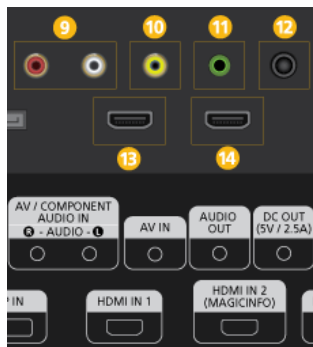 9
10
11
12
13
14
AV / COMPONENT
AUDIO IN
R - AUDIO - L
AV IN
AUDIO
OUT
DC OUT
(5V / 2.5A)
P IN
HDMI IN 1
HDMI IN 2
(MAGICINFO)